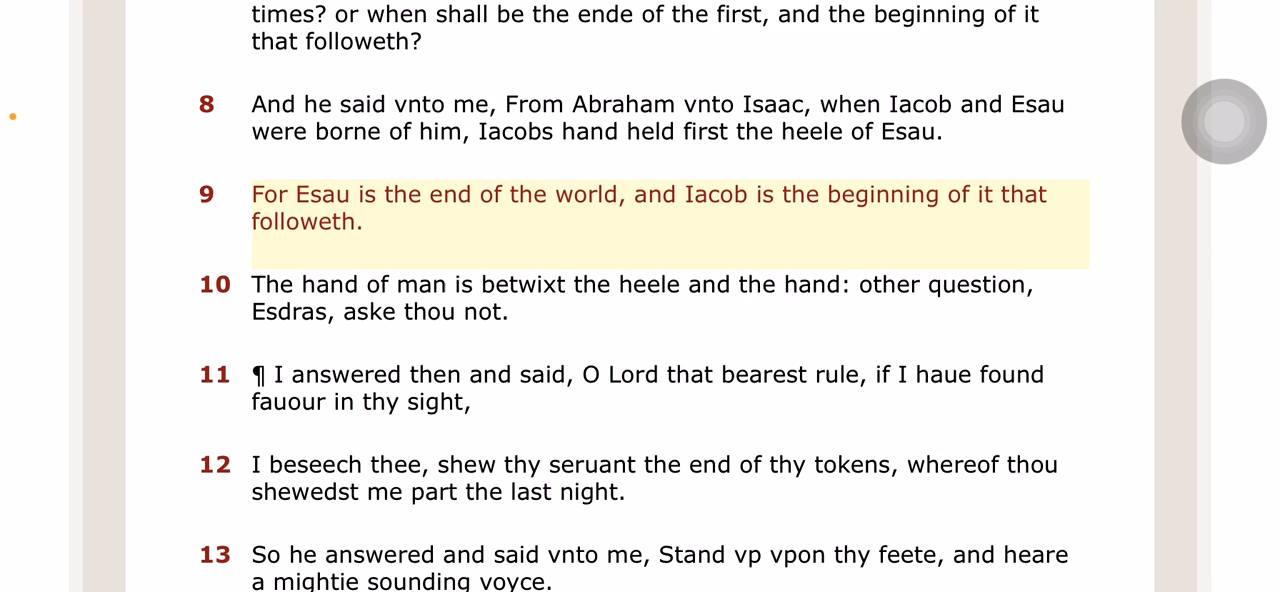 times? or when shall be the ende of the first, and the beginning of it
that followeth?
8 And he said vnto me, From Abraham vnto Isaac, when Iacob and Esau
were borne of him, Iacobs hand held first the heele of Esau.
9 For Esau is the end of the world, and Iacob is the beginning of it that
followeth.
10 The hand of man is betwixt the heele and the hand: other question,
Esdras, aske thou not.
11 ¶ I answered then and said, O Lord that bearest rule, if I haue found
fauour in thy sight,
12 I beseech thee, shew thy seruant the end of thy tokens, whereof thou
shewedst me part the last night.
13 So he answered and said vnto me, Stand vp vpon thy feete, and heare
a mightie sounding voyce.